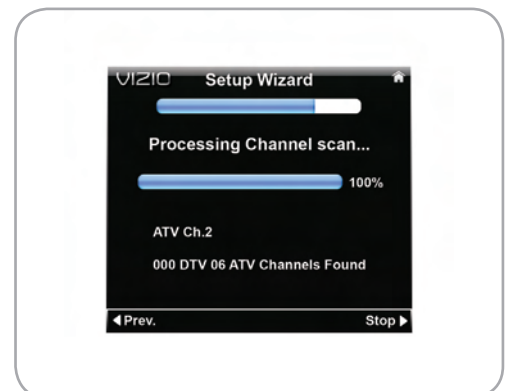 VIZIO Setup Wizard
Processing Channel scan...
100%
ATV Ch.2
000 DTV 06 ATV Channels Found
Prev. Stop